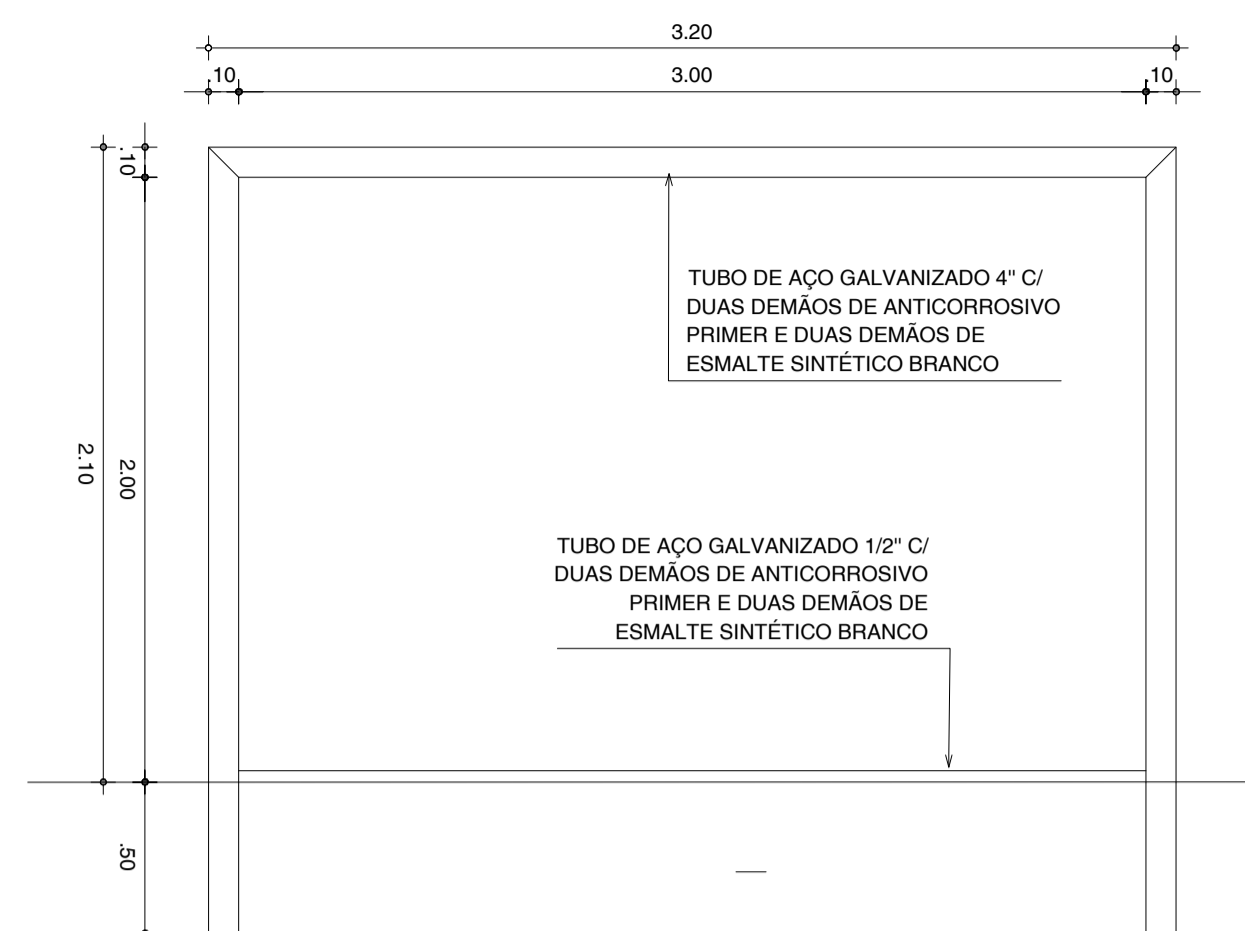 3.20
.10
3.00
.10
.10
TUBO DE AÇO GALVANIZADO 4" C/
DUAS DEMÃOS DE ANTICORROSIVO
PRIMER E DUAS DEMÃOS DE
ESMALTE SINTÉTICO BRANCO
2.10
2.00
TUBO DE AÇO GALVANIZADO 1/2" C/
DUAS DEMÃOS DE ANTICORROSIVO
PRIMER E DUAS DEMÃOS DE
ESMALTE SINTÉTICO BRANCO
.50